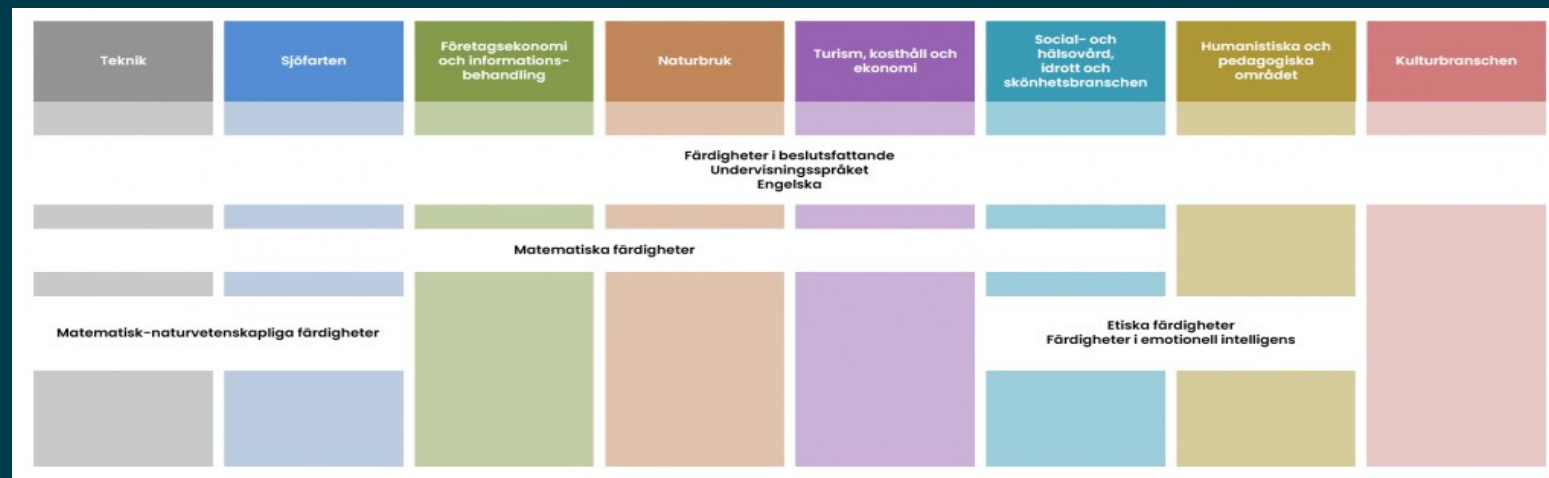 Teknik
Sjöfarten
Företagsekonomi
och informations-
behandling
Naturbruk
Turism, kosthåll och
ekonomi
Social- och
hälsovård,
idrott och
skönhetsbranschen
Humanistiska och
pedagogiska
området
Kulturbranschen
Färdigheter i beslutsfattande
Undervisningsspråket
Engelska
Matematiska färdigheter
Matematisk-naturvetenskapliga färdigheter
Etiska färdigheter
Färdigheter i emotionell intelligens